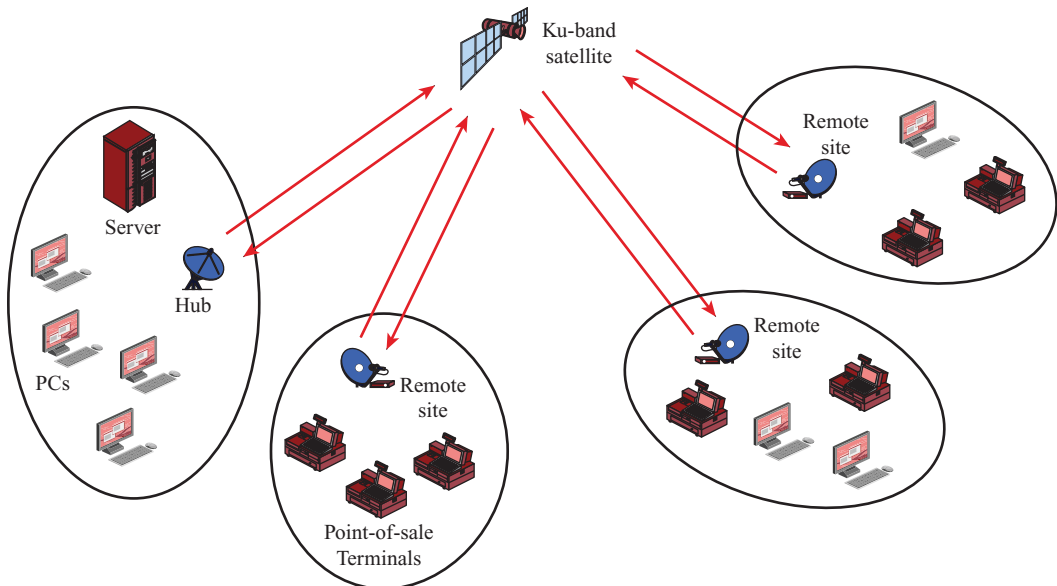 Ku-band
satellite
Remote
site
Server
Hub
PCs
Remote
site
Remote
site
Point-of-sale
Terminals